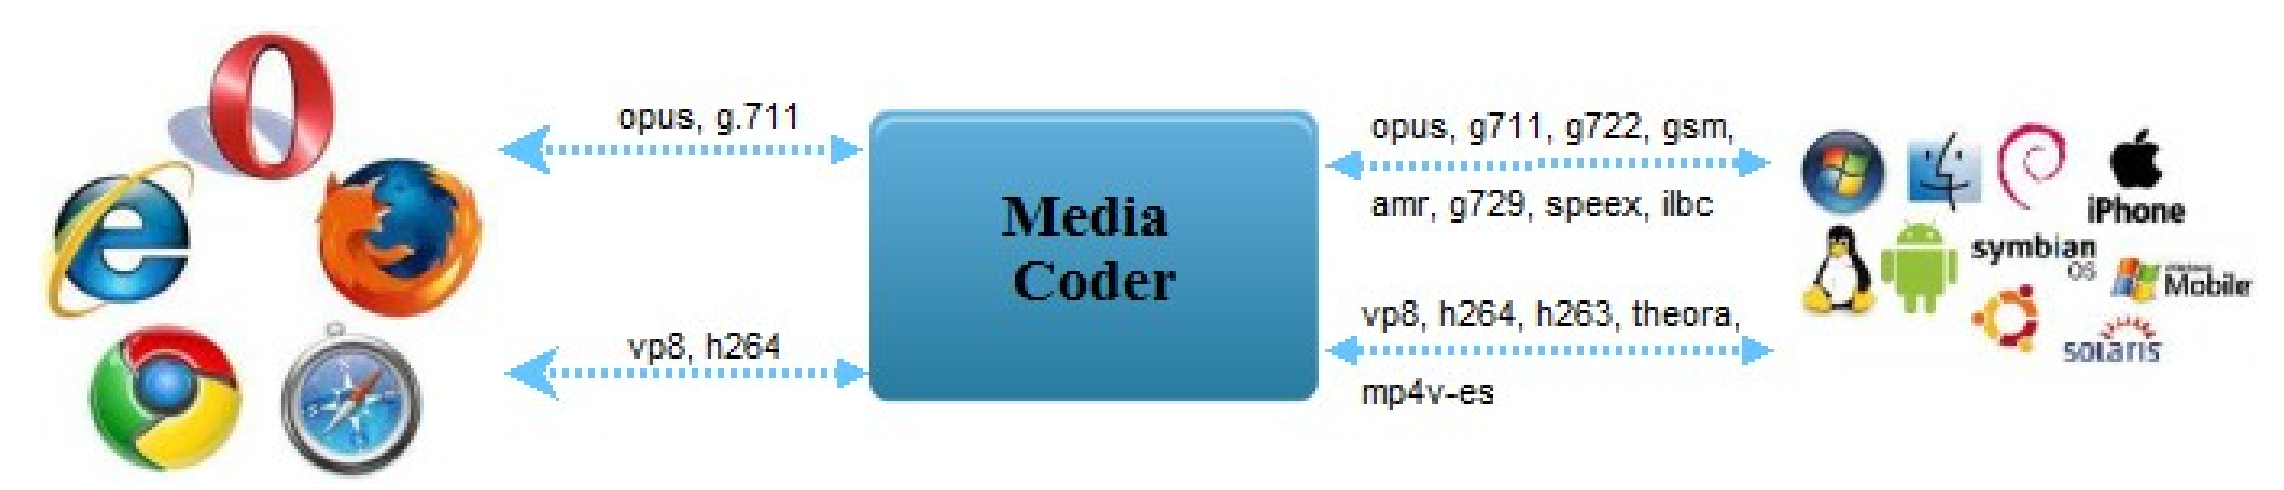 opus, g.711
vp8, h264
Media
Coder
opus, g711, g722, gsm,
amr, g729, speex, ilbc
vp8, h264, h263, theora,
mp4v-es
iPhone
symbian
OS
Mobile
solaris